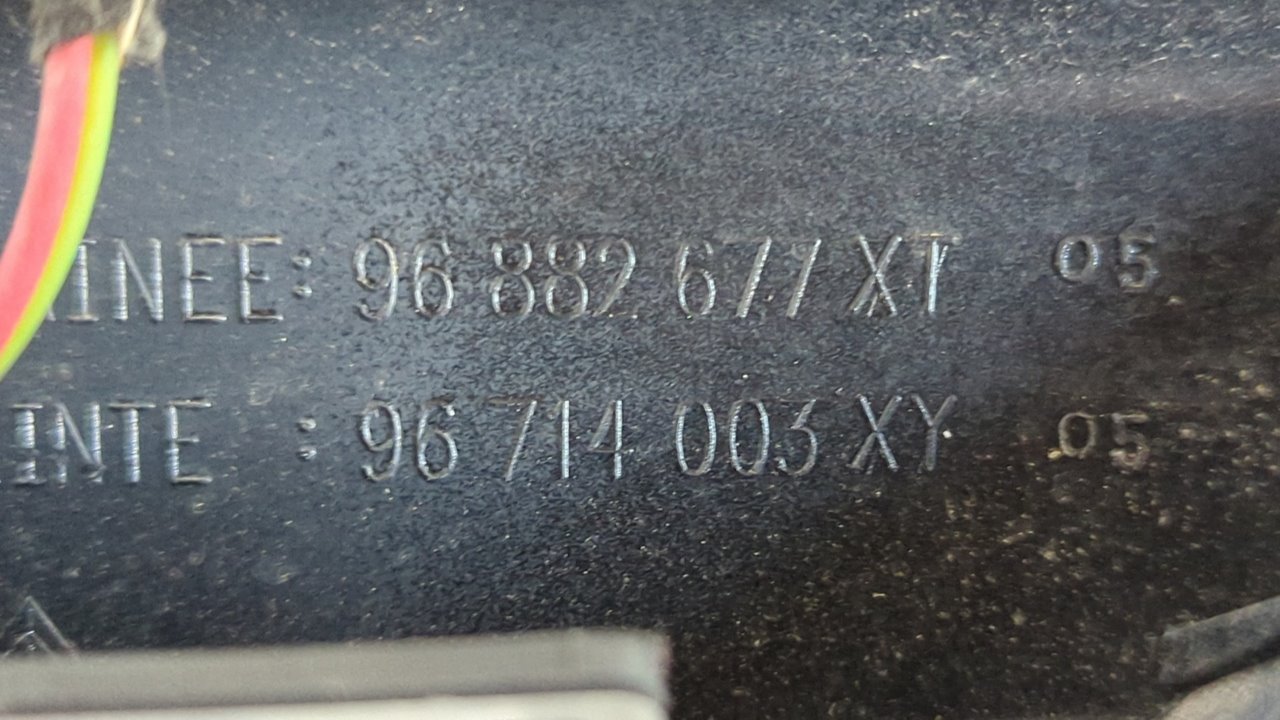 INEE: 96 882 677 XT 05
INTE : 96 714 003 XY 05